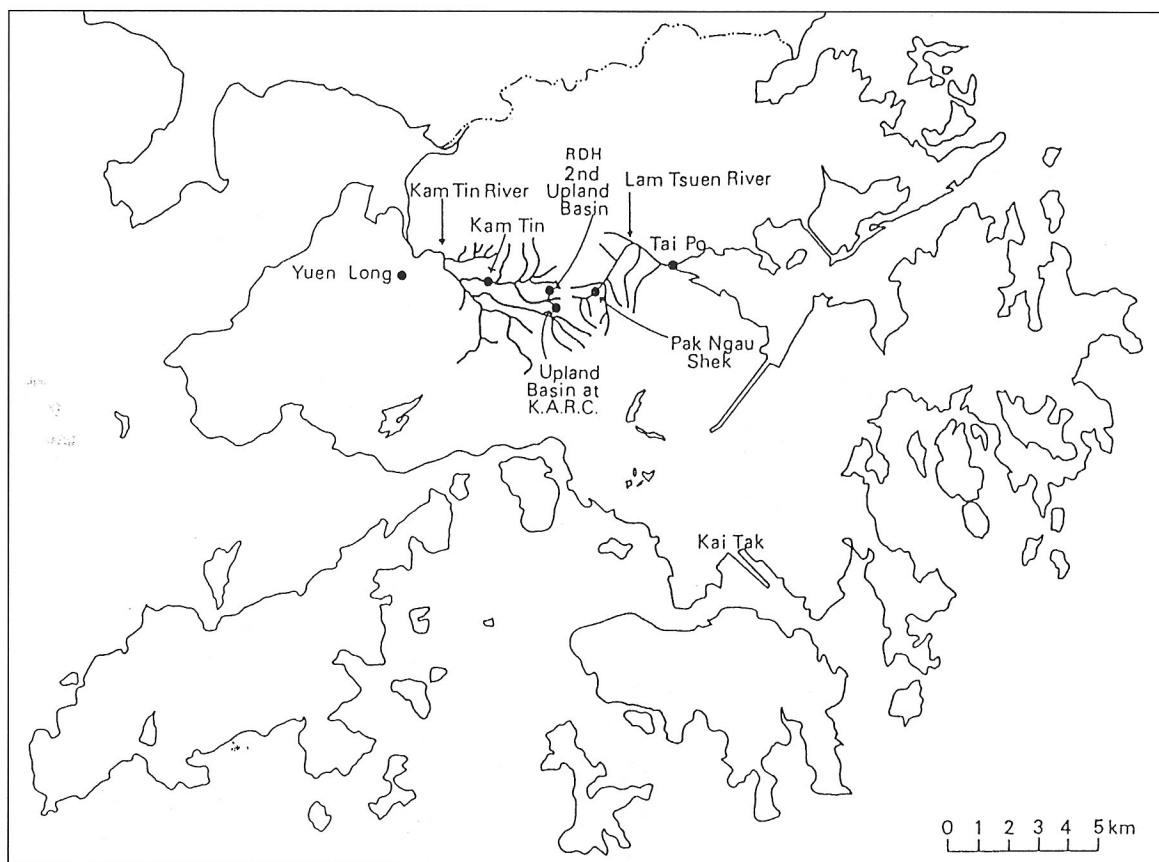 RDH
2nd
Upland
Basin
Lam Tsuen River
Kam Tin River
Kam Tin
Tai Po
Yuen Long
Pak Ngau
Shek
Upland
Basin at
K.A.R.C.
Kai Tak
0 1 2 3 4 5 km